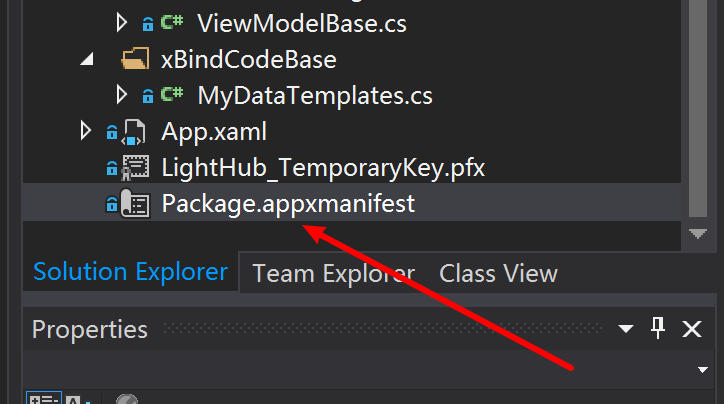 C# ViewModelBase.cs
xBindCodeBase
C# MyDataTemplates.cs
App.xaml
LightHub_TemporaryKey.pfx
Package.appxmanifest
Solution Explorer Team Explorer Class View
Properties